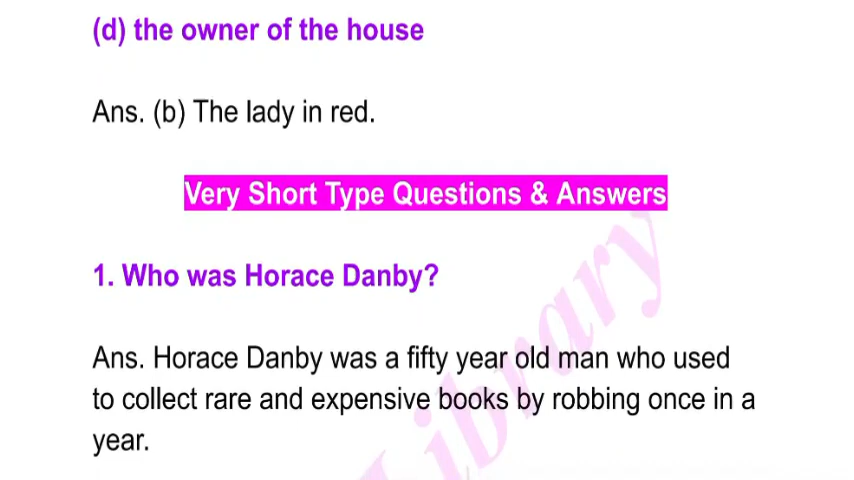 (d) the owner of the house
Ans. (b) The lady in red.
Very Short Type Questions & Answers
1. Who was Horace Danby?
Ans. Horace Danby was a fifty year old man who used
to collect rare and expensive books by robbing once in a
year.
Library